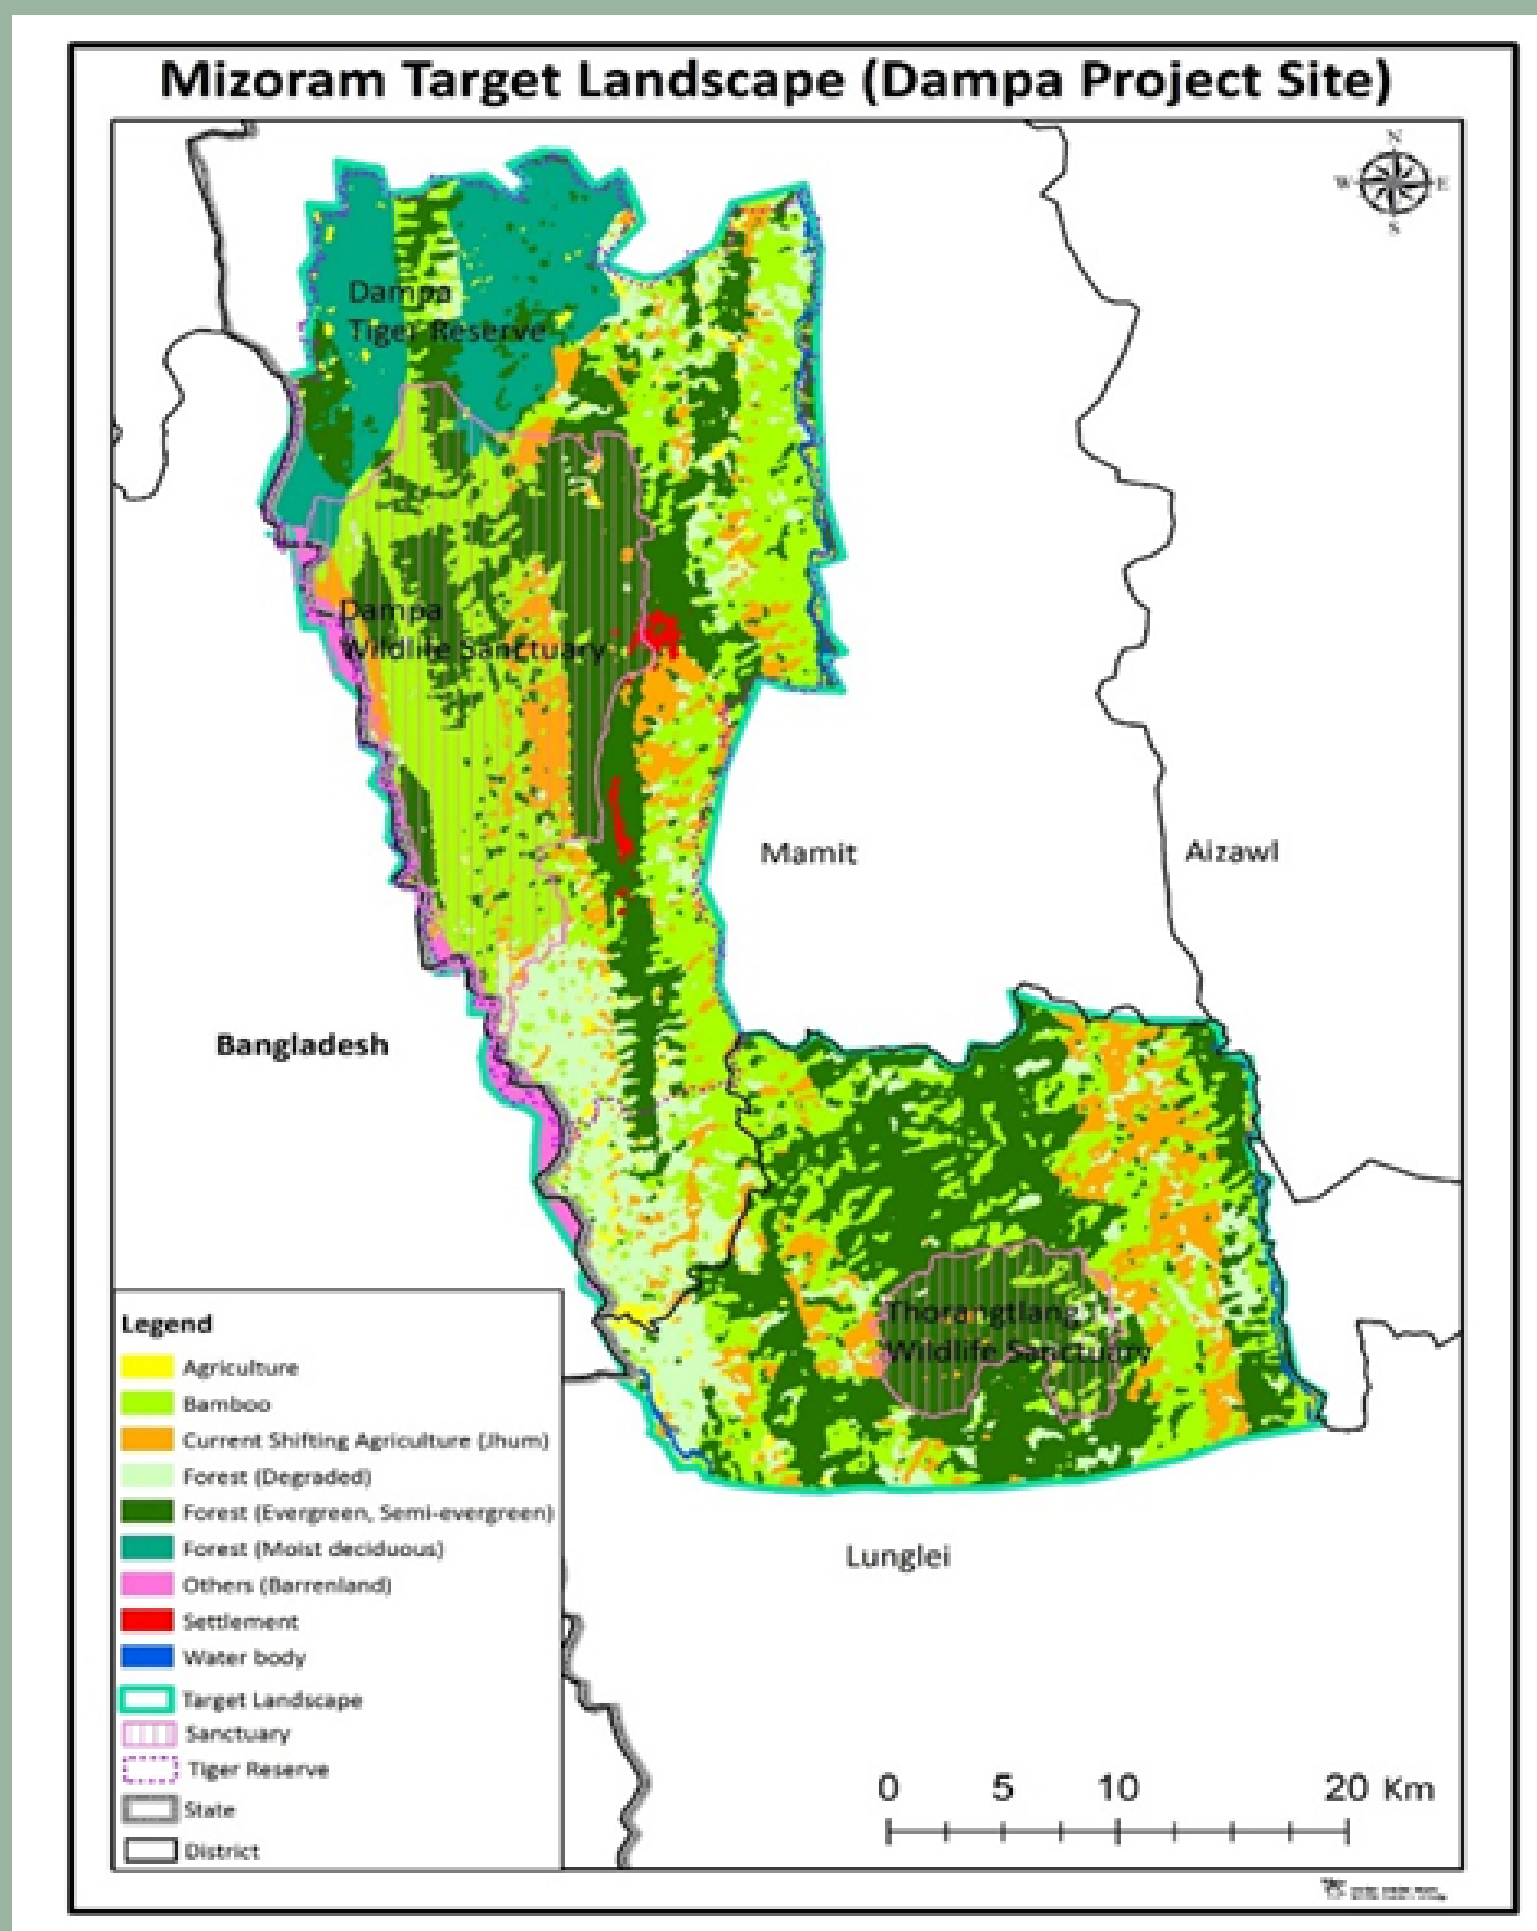 Mizoram Target Landscape (Dampa Project Site)
N
W
E
S
Dampa
Tiger Reserve
Dampa
Wildlife Sanctuary
Mamit
Aizawl
Bangladesh
Thorangtlang
Wildlife Sanctuary
Lunglei
Legend
Agriculture
Bamboo
Current Shifting Agriculture (Jhum)
Forest (Degraded)
Forest (Evergreen, Semi-evergreen)
Forest (Moist deciduous)
Others (Barrenland)
Settlement
Water body
Target Landscape
Sanctuary
Tiger Reserve
State
District
0 5 10 20 Km